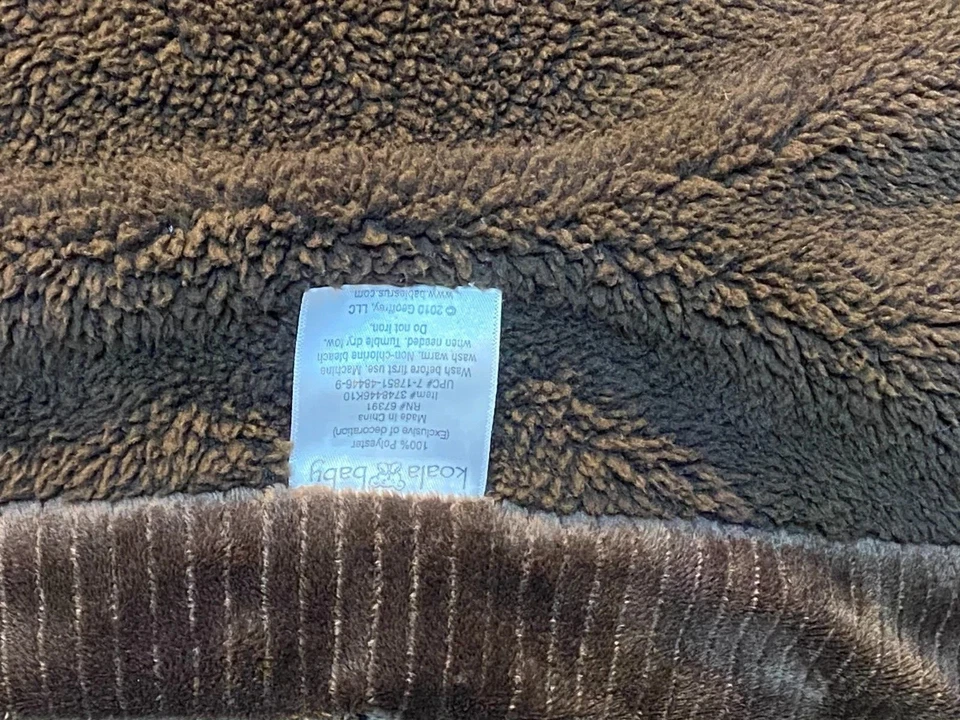 koala baby
100% Polyester
(Exclusive of decoration)
Made in China
RN# 67391
Item# 3748446K10
UPC# 7-17851-48446-9
Wash before first use. Machine
wash warm. Non-chlorine bleach
when needed. Tumble dry low.
Do not iron.
© 2010 Geoffrey, LLC
www.babiesrus.com